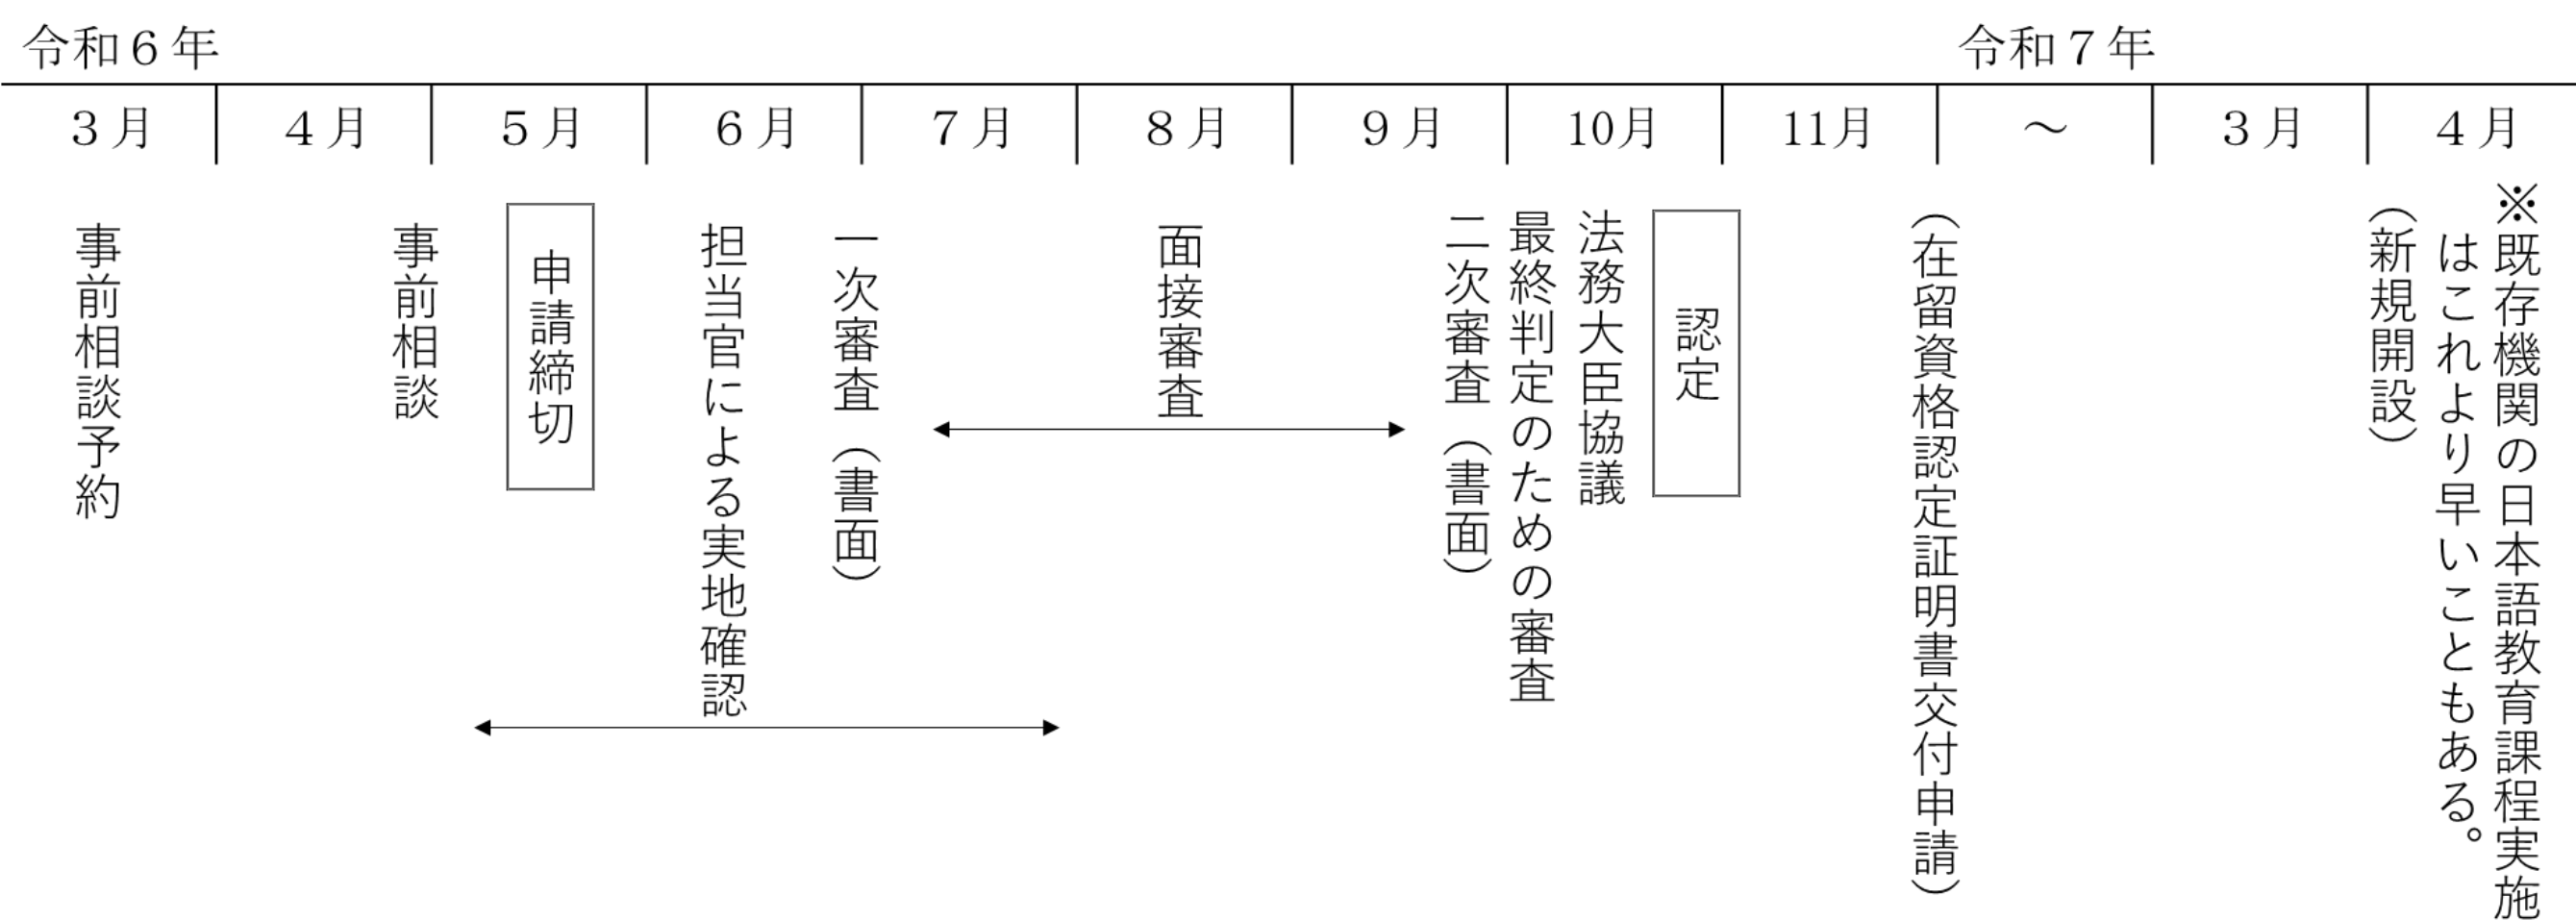 令和６年
令和７年
３月
４月
５月
６月
７月
８月
９月
10月
11月
～
３月
４月
事前相談予約
事前相談
申請締切
担当官による実地確認
一次審査（書面）
面接審査
二次審査（書面）
最終判定のための審査
法務大臣協議
認定
（在留資格認定証明書交付申請）
（新規開設）
※既存機関の日本語教育課程実施
はこれより早いこともある。